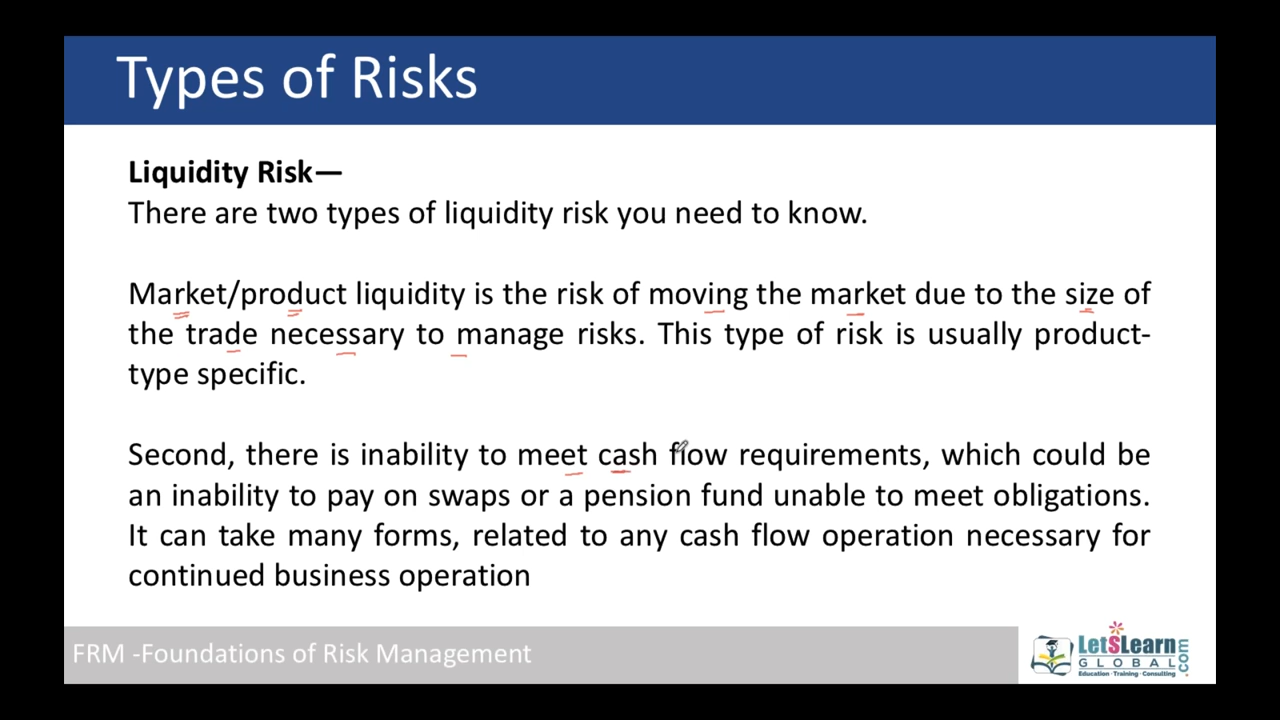 Types of Risks
Liquidity Risk—
There are two types of liquidity risk you need to know.
Market/product liquidity is the risk of moving the market due to the size of
the trade necessary to manage risks. This type of risk is usually product-
type specific.
Second, there is inability to meet cash flow requirements, which could be
an inability to pay on swaps or a pension fund unable to meet obligations.
It can take many forms, related to any cash flow operation necessary for
continued business operation
FRM -Foundations of Risk Management
LetSLearn
GLOBAL.com
Education · Training · Consulting